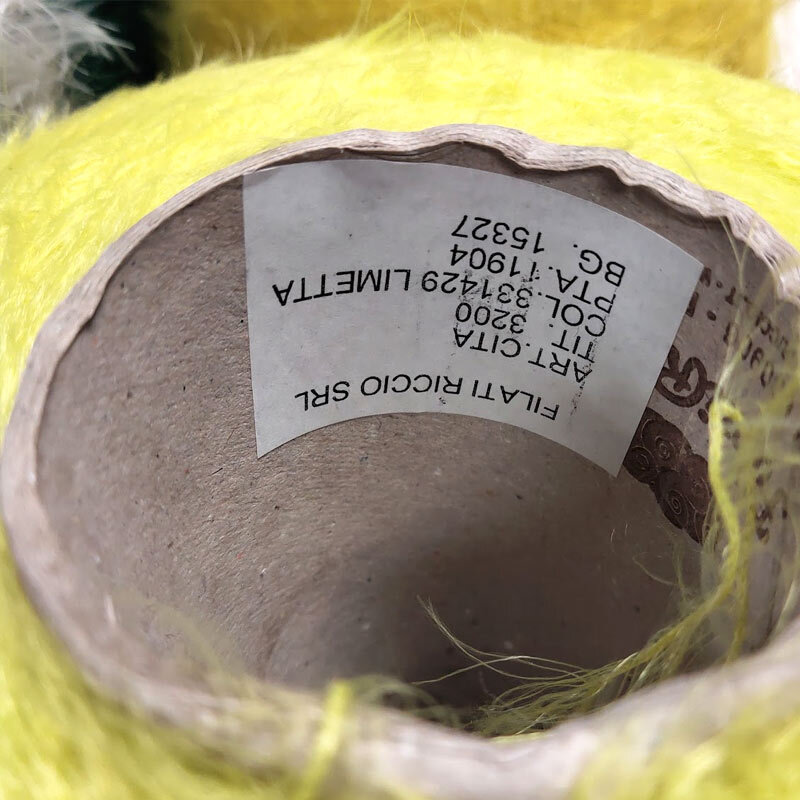 FILATI RICCIO SRL
ART.CITA
TIT. 3200
COL.331429 LIMETTA
PTA. 11904
BG. 15327